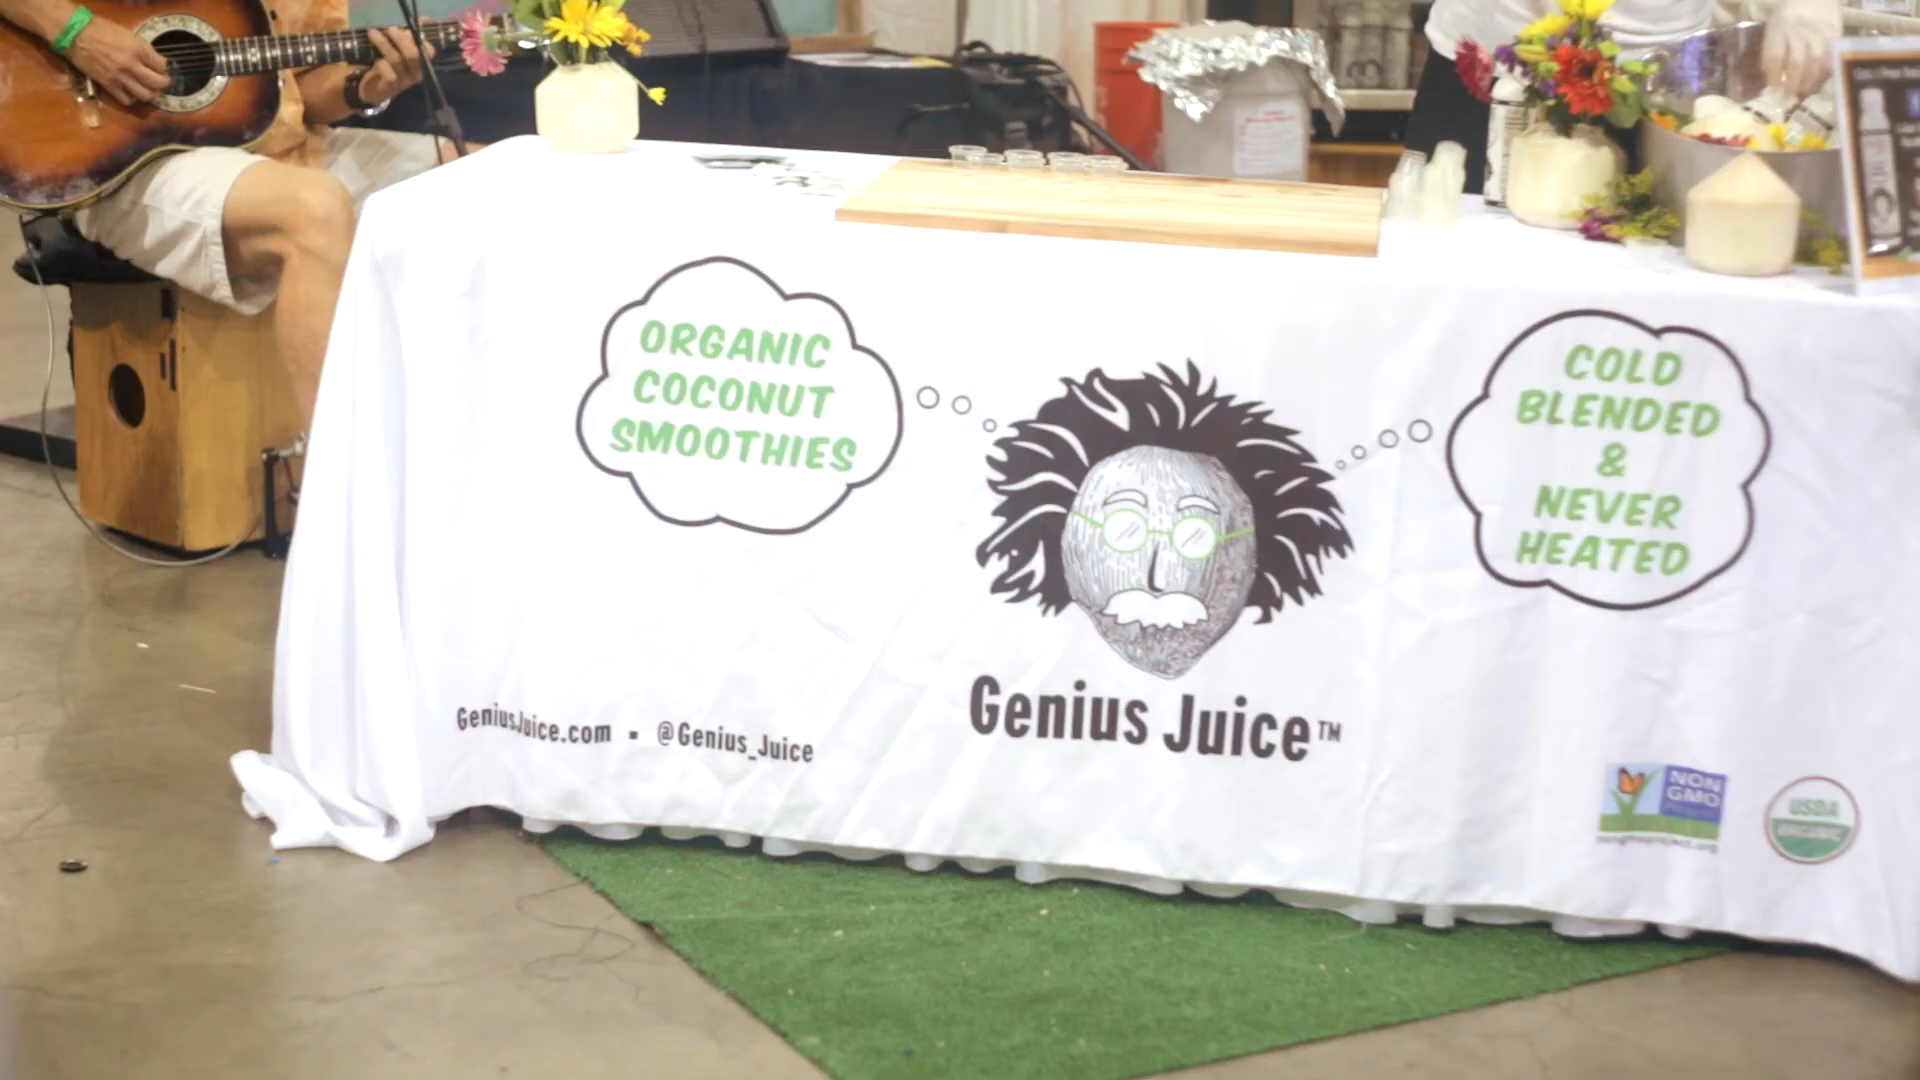 ORGANIC
COCONUT
SMOOTHIES
COLD
BLENDED
&
NEVER
HEATED
Genius Juice™
GeniusJuice.com ▪ @Genius_Juice
NON
GMO
USDA
ORGANIC